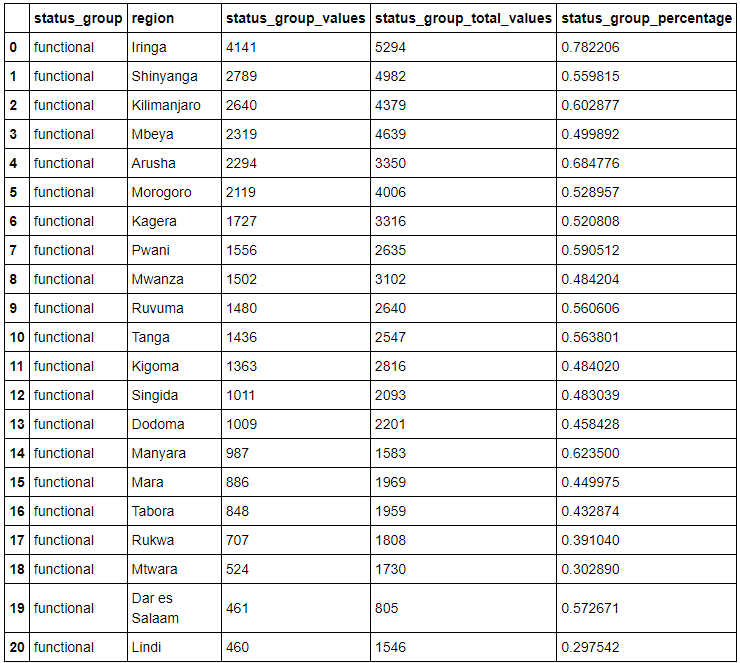 status_group region status_group_values status_group_total_values status_group_percentage
0 functional Iringa 4141 5294 0.782206
1 functional Shinyanga 2789 4982 0.559815
2 functional Kilimanjaro 2640 4379 0.602877
3 functional Mbeya 2319 4639 0.499892
4 functional Arusha 2294 3350 0.684776
5 functional Morogoro 2119 4006 0.528957
6 functional Kagera 1727 3316 0.520808
7 functional Pwani 1556 2635 0.590512
8 functional Mwanza 1502 3102 0.484204
9 functional Ruvuma 1480 2640 0.560606
10 functional Tanga 1436 2547 0.563801
11 functional Kigoma 1363 2816 0.484020
12 functional Singida 1011 2093 0.483039
13 functional Dodoma 1009 2201 0.458428
14 functional Manyara 987 1583 0.623500
15 functional Mara 886 1969 0.449975
16 functional Tabora 848 1959 0.432874
17 functional Rukwa 707 1808 0.391040
18 functional Mtwara 524 1730 0.302890
19 functional Dar es
Salaam 461 805 0.572671
20 functional Lindi 460 1546 0.297542